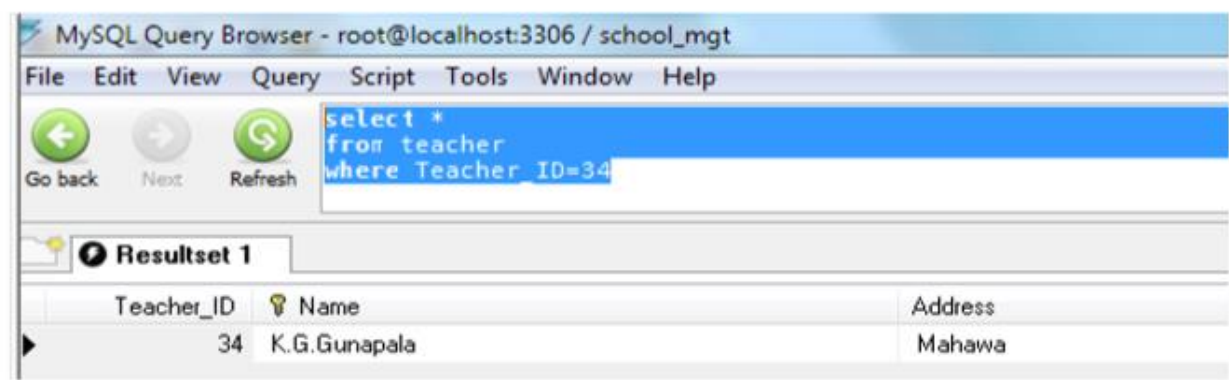 MySQL Query Browser - root@localhost:3306 / school_mgt
File Edit View Query Script Tools Window Help
select *
from teacher
where Teacher_ID=34
Go back Next Refresh
Resultset 1
Teacher_ID Name Address
34 K.G.Gunapala Mahawa